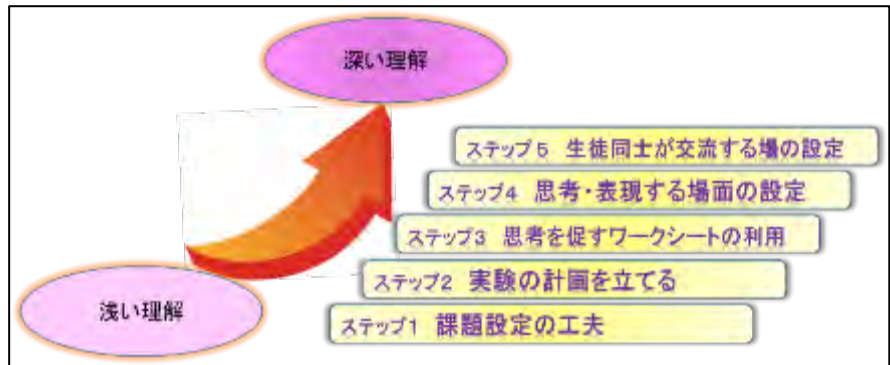 深い理解
ステップ5 生徒同士が交流する場の設定
ステップ4 思考・表現する場面の設定
ステップ3 思考を促すワークシートの利用
ステップ2 実験の計画を立てる
浅い理解
ステップ1 課題設定の工夫